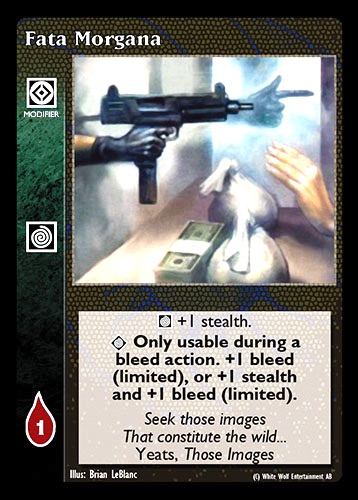 Fata Morgana
MODIFIER
+1 stealth.
Only usable during a
bleed action. +1 bleed
(limited), or +1 stealth
and +1 bleed (limited).
Seek those images
That constitute the wild...
Yeats, Those Images
1
Illus: Brian LeBlanc
(C) White Wolf Entertainment AB